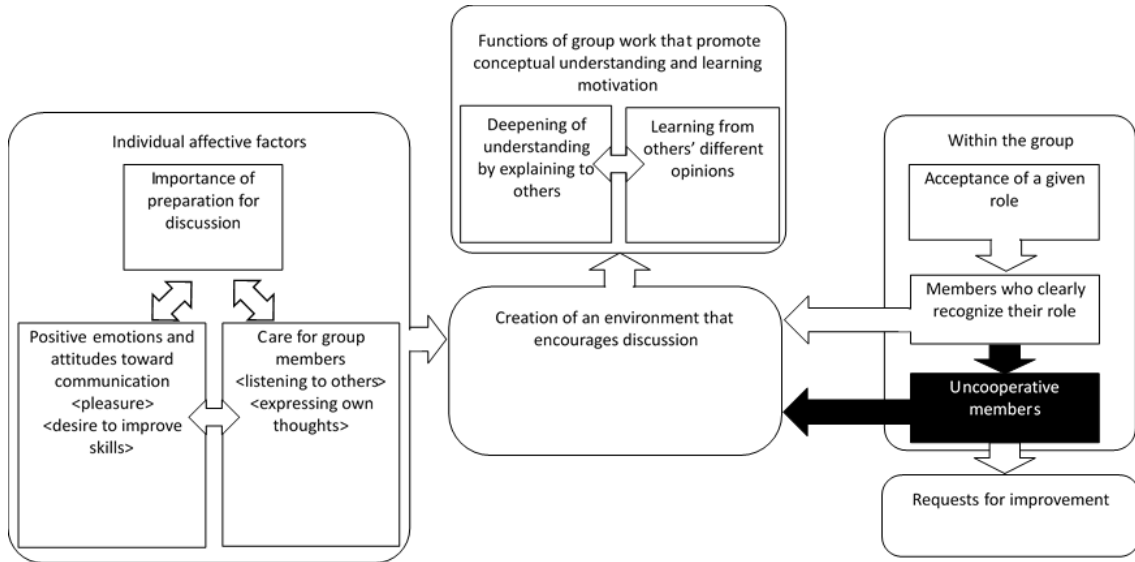 Functions of group work that promote
conceptual understanding and learning
motivation
Deepening of
understanding
by explaining to
others
Learning from
others' different
opinions
Individual affective factors
Importance of
preparation for
discussion
Positive emotions and
attitudes toward
communication
<pleasure>
<desire to improve
skills>
Care for group
members
<listening to others>
<expressing own
thoughts>
Creation of an environment that
encourages discussion
Within the group
Acceptance of a given
role
Members who clearly
recognize their role
Uncooperative
members
Requests for improvement